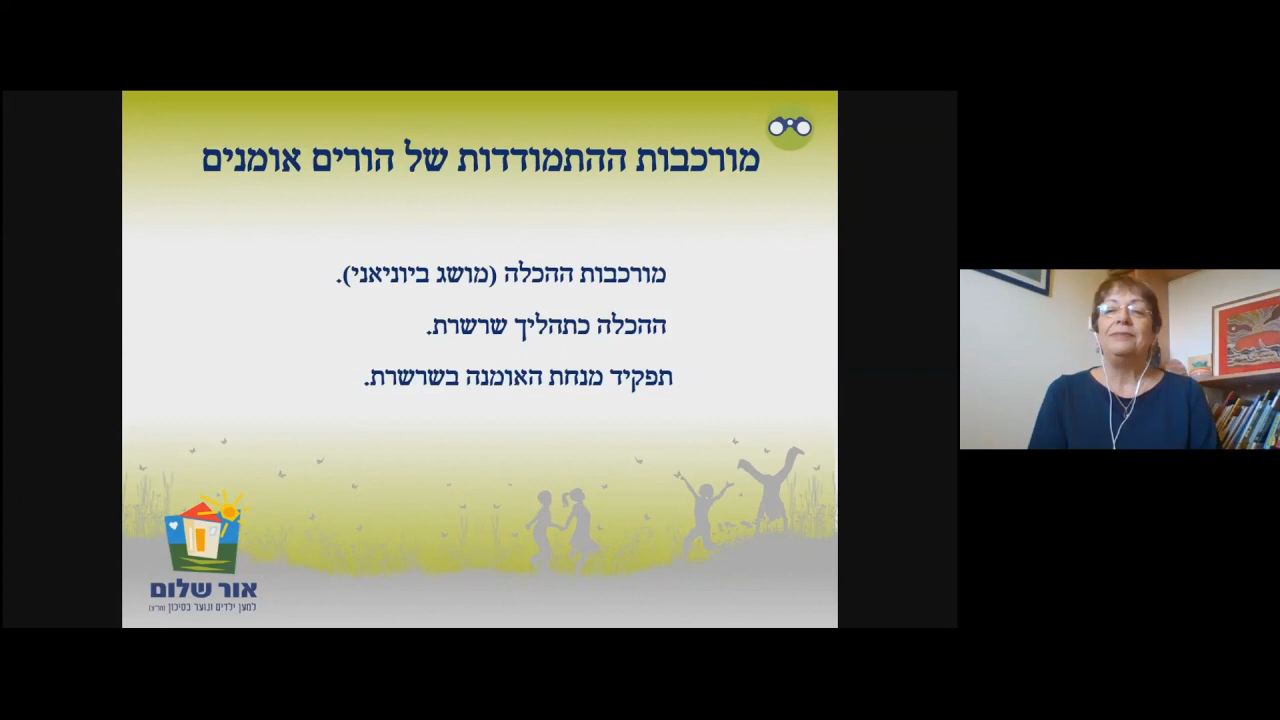 מורכבות ההתמודדות של הורים אומנים
מורכבות ההכלה (מושג ביוניאני).
ההכלה כתהליך שרשרת.
תפקיד מנחת האומנה בשרשרת.
אור שלום
למען ילדים ונוער בסיכון (חל"צ)